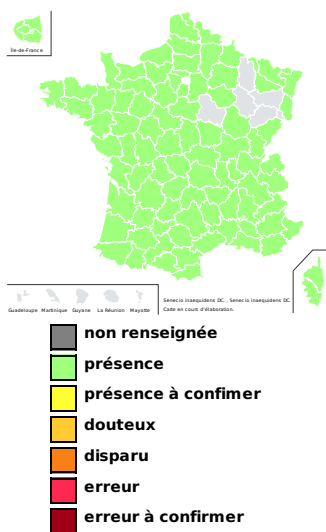 Île-de-France
Guadeloupe Martinique Guyane La Réunion Mayotte
Senecio inaequidens DC. , Senecio inaequidens DC.
Carte en cours d'élaboration.
non renseignée
présence
présence à confimer
douteux
disparu
erreur
erreur à confirmer